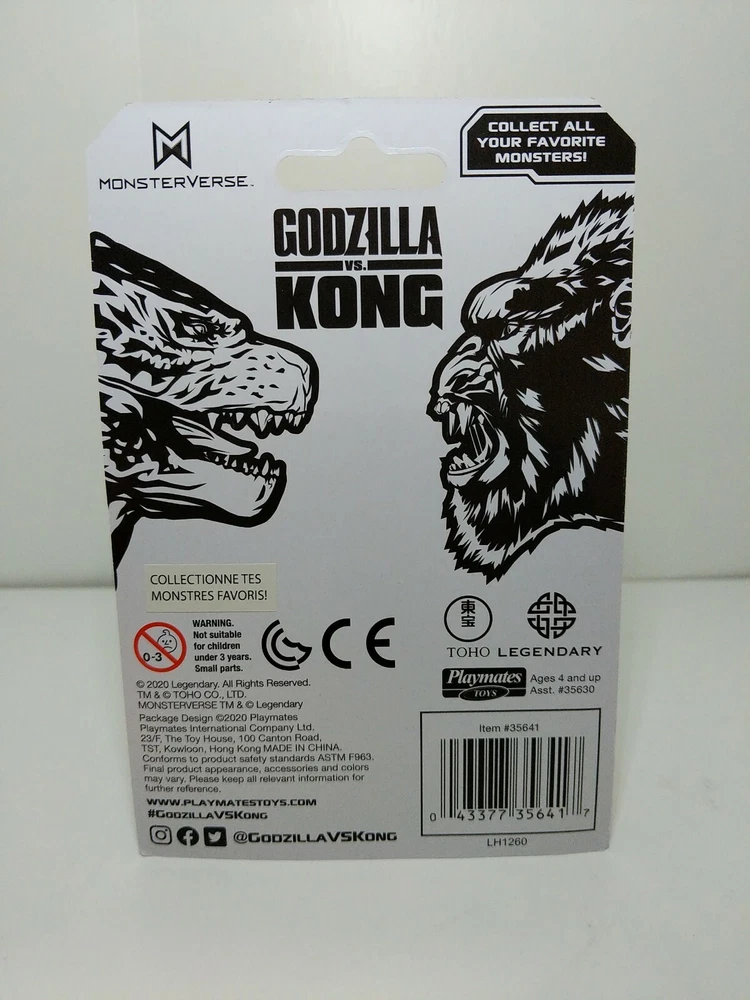 MONSTERVERSE™
COLLECT ALL
YOUR FAVORITE
MONSTERS!
GODZILLA
VS.
KONG
COLLECTIONNE TES
MONSTRES FAVORIS!
0-3
WARNING.
Not suitable
for children
under 3 years.
Small parts.
CE
東
宝
TOHO LEGENDARY
Playmates
TOYS
Ages 4 and up
Asst. #35630
© 2020 Legendary. All Rights Reserved.
TM & © TOHO CO., LTD.
MONSTERVERSE TM & © Legendary
Package Design ©2020 Playmates
Playmates International Company Ltd.
23/F, The Toy House, 100 Canton Road,
TST, Kowloon, Hong Kong MADE IN CHINA.
Conforms to product safety standards ASTM F963.
Final product appearance, accessories and colors
may vary. Please keep all relevant information for
further reference.
WWW.PLAYMATESTOYS.COM
#GODZILLAVSKONG
@GODZILLAVSKONG
Item #35641
0 43377 35641 7
LH1260